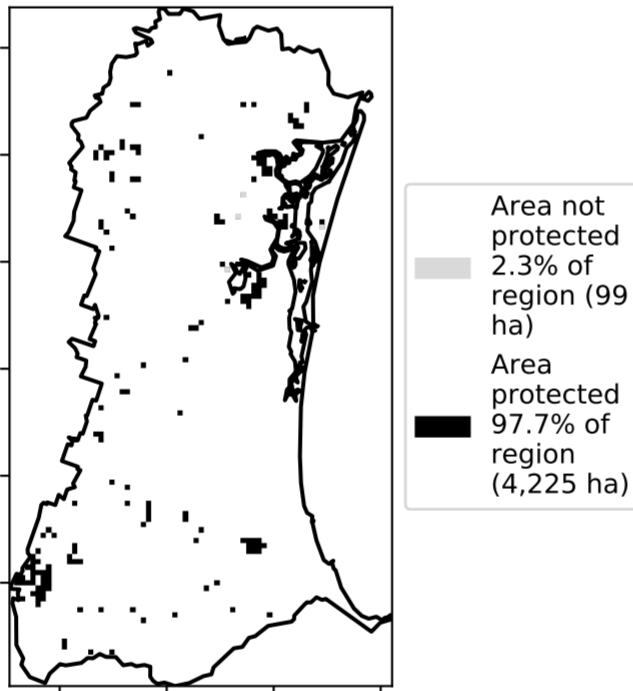 Area not
protected
2.3% of
region (99
ha)
Area
protected
97.7% of
region
(4,225 ha)